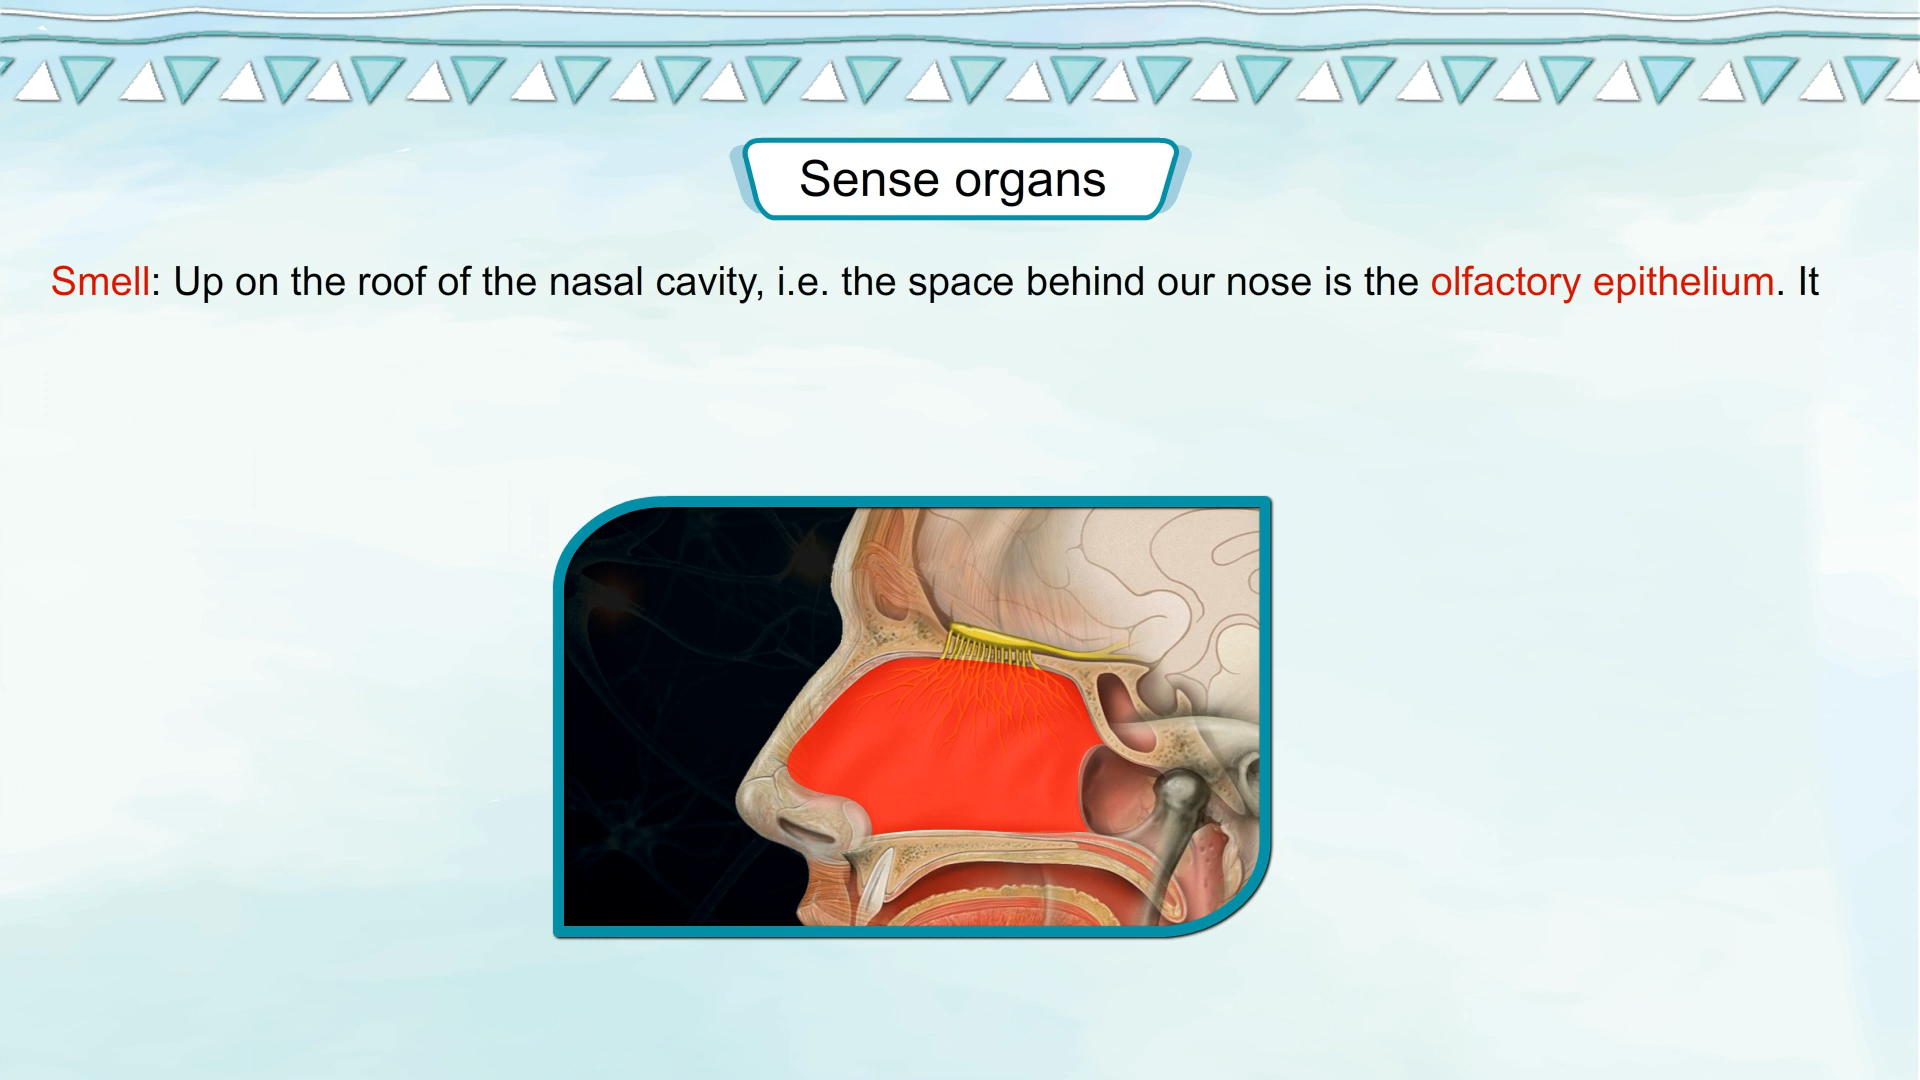 Sense organs
Smell: Up on the roof of the nasal cavity, i.e. the space behind our nose is the olfactory epithelium. It